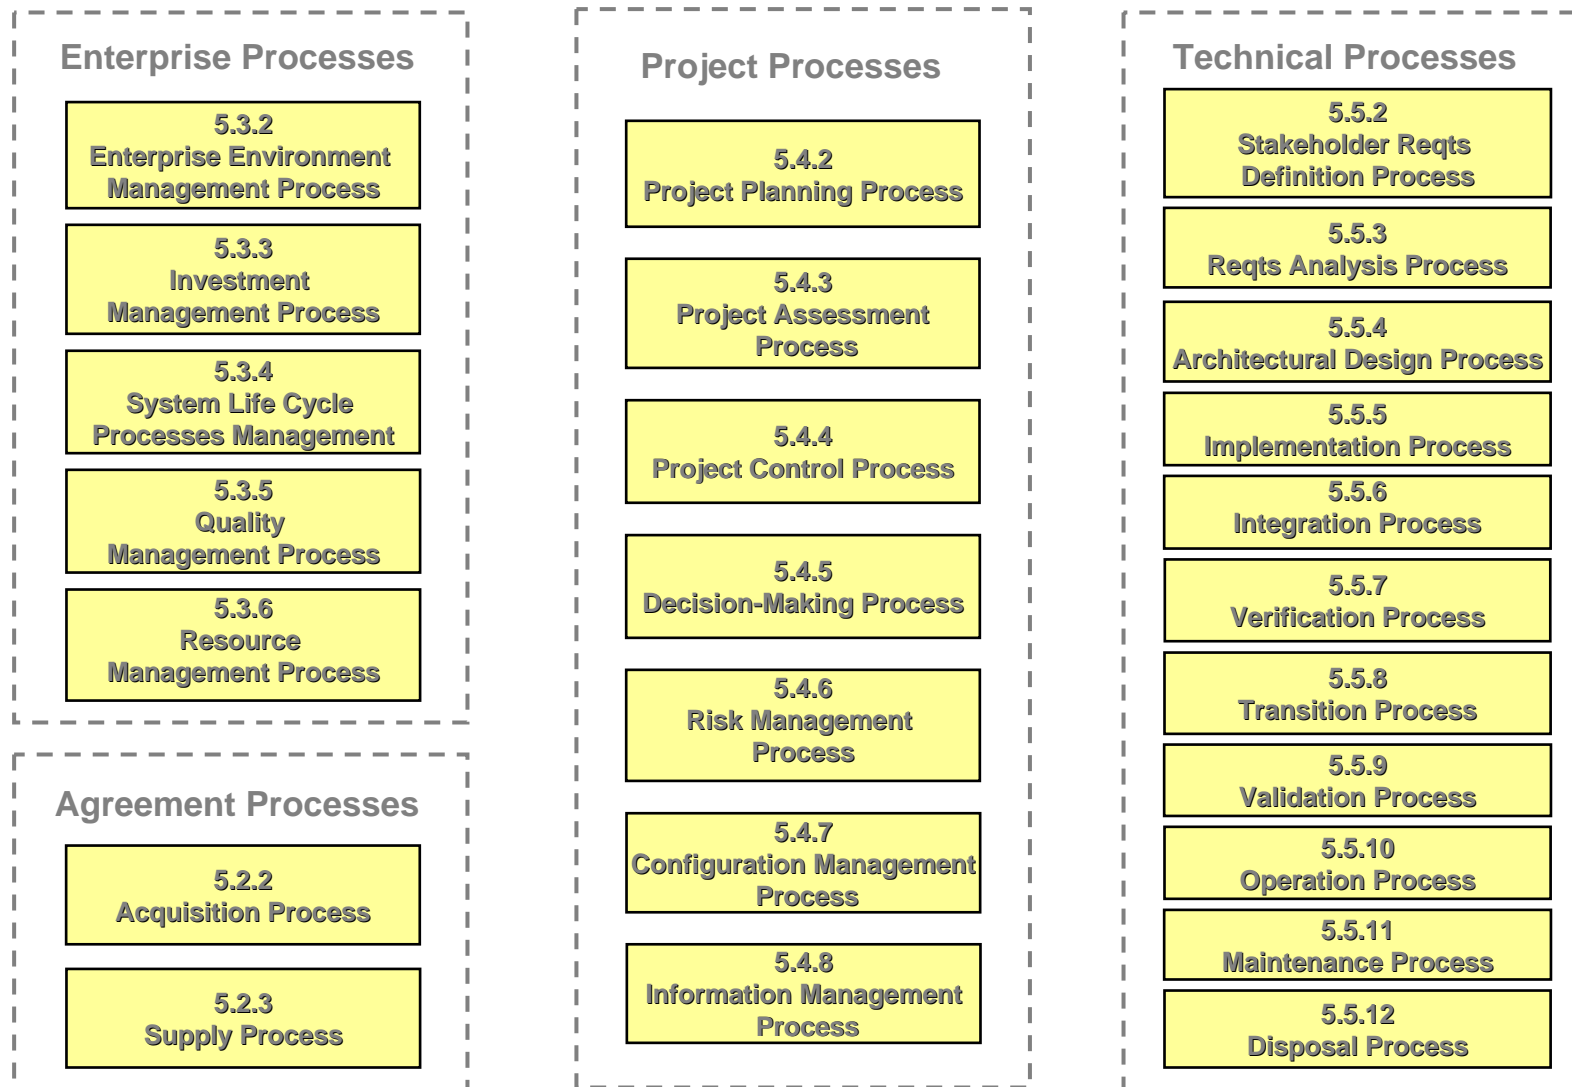 Enterprise Processes
5.3.2
Enterprise Environment
Management Process
5.3.3
Investment
Management Process
5.3.4
System Life Cycle
Processes Management
5.3.5
Quality
Management Process
5.3.6
Resource
Management Process
Agreement Processes
5.2.2
Acquisition Process
5.2.3
Supply Process
Project Processes
5.4.2
Project Planning Process
5.4.3
Project Assessment
Process
5.4.4
Project Control Process
5.4.5
Decision-Making Process
5.4.6
Risk Management
Process
5.4.7
Configuration Management
Process
5.4.8
Information Management
Process
Technical Processes
5.5.2
Stakeholder Reqts
Definition Process
5.5.3
Reqts Analysis Process
5.5.4
Architectural Design Process
5.5.5
Implementation Process
5.5.6
Integration Process
5.5.7
Verification Process
5.5.8
Transition Process
5.5.9
Validation Process
5.5.10
Operation Process
5.5.11
Maintenance Process
5.5.12
Disposal Process